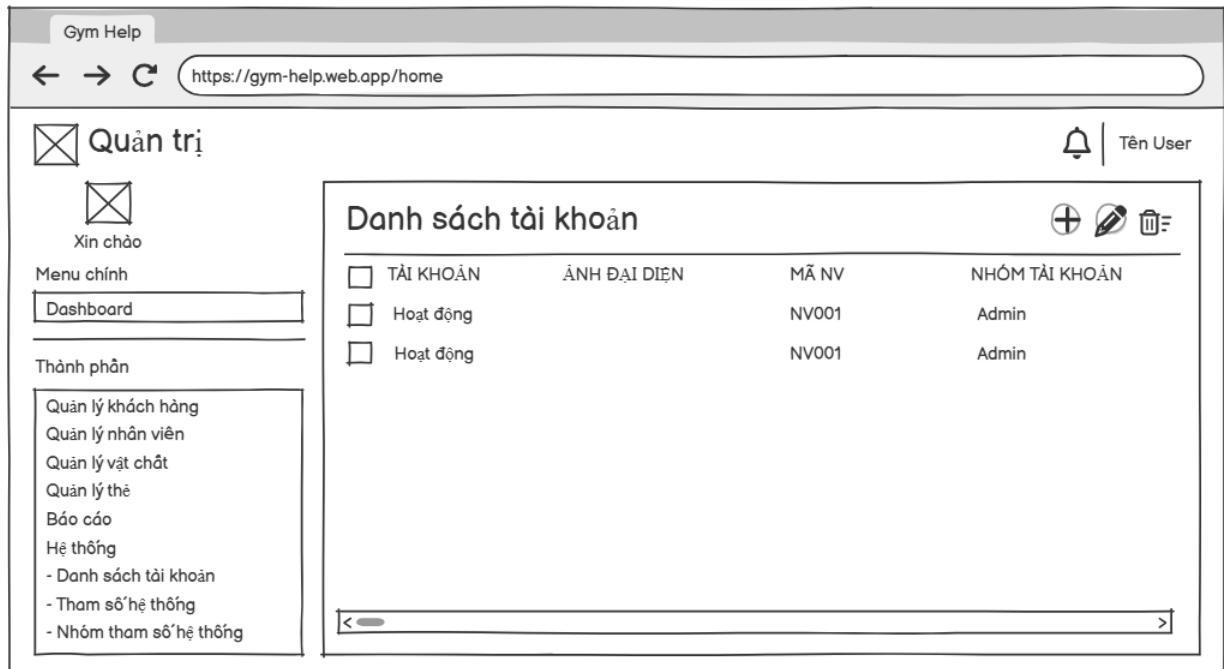 Gym Help
https://gym-help.web.app/home
Quản trị
Tên User
Xin chào
Menu chính
Dashboard
Thành phần
Quản lý khách hàng
Quản lý nhân viên
Quản lý vật chất
Quản lý thẻ
Báo cáo
Hệ thống
- Danh sách tài khoản
- Tham số hệ thống
- Nhóm tham số hệ thống
Danh sách tài khoản
TÀI KHOẢN ẢNH ĐẠI DIỆN MÃ NV NHÓM TÀI KHOẢN
Hoạt động NV001 Admin
Hoạt động NV001 Admin